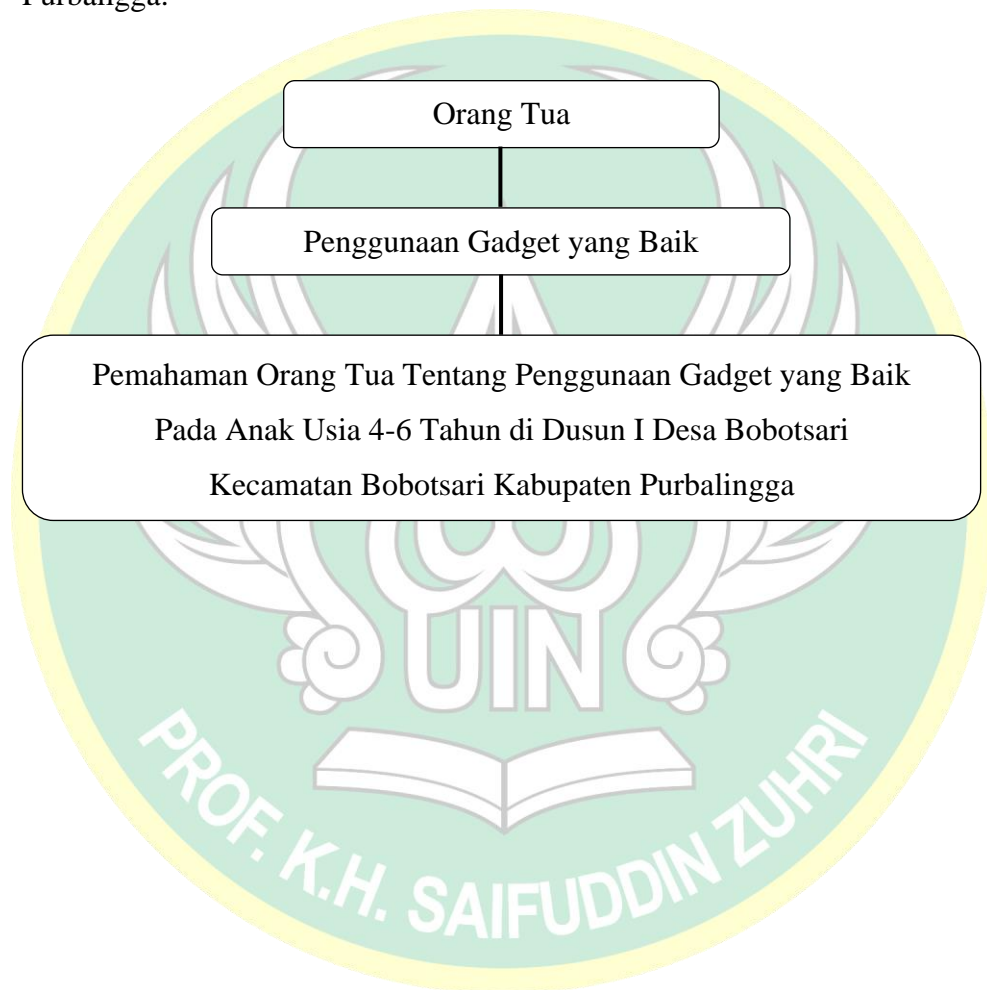 Orang Tua
Penggunaan Gadget yang Baik
Pemahaman Orang Tua Tentang Penggunaan Gadget yang Baik
Pada Anak Usia 4-6 Tahun di Dusun I Desa Bobotsari
Kecamatan Bobotsari Kabupaten Purbalingga
UIN
PROF. K.H. SAIFUDDIN ZUHRI